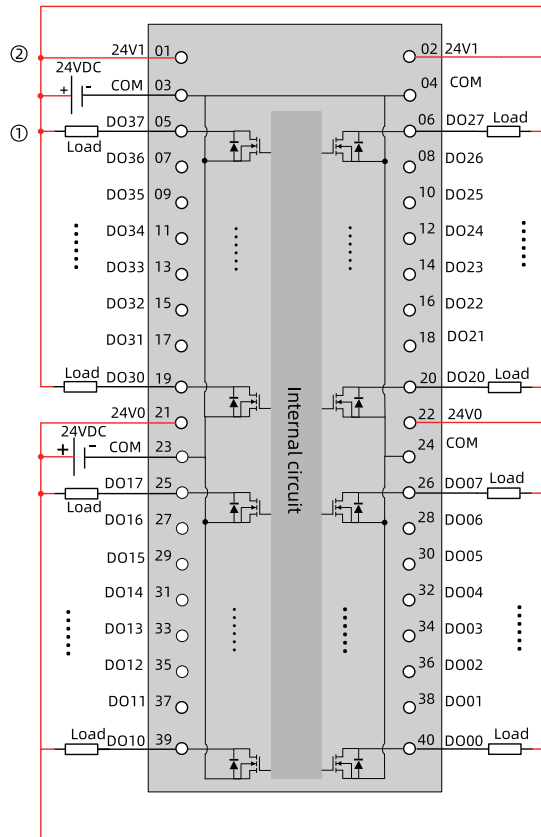 ② 24V1 01 02 24V1
24VDC
+ - COM 03 04 COM
① DO37 05 06 DO27 Load
Load
DO36 07 08 DO26
DO35 09 10 DO25
DO34 11 12 DO24
DO33 13 14 DO23
DO32 15 16 DO22
DO31 17 18 DO21
Load DO30 19 20 DO20 Load
24V0 21 22 24V0
24VDC
+ - COM 23 24 COM
DO17 25 26 DO07 Load
Load
DO16 27 28 DO06
DO15 29 30 DO05
DO14 31 32 DO04
DO13 33 34 DO03
DO12 35 36 DO02
DO11 37 38 DO01
Load DO10 39 40 DO00 Load
Internal circuit